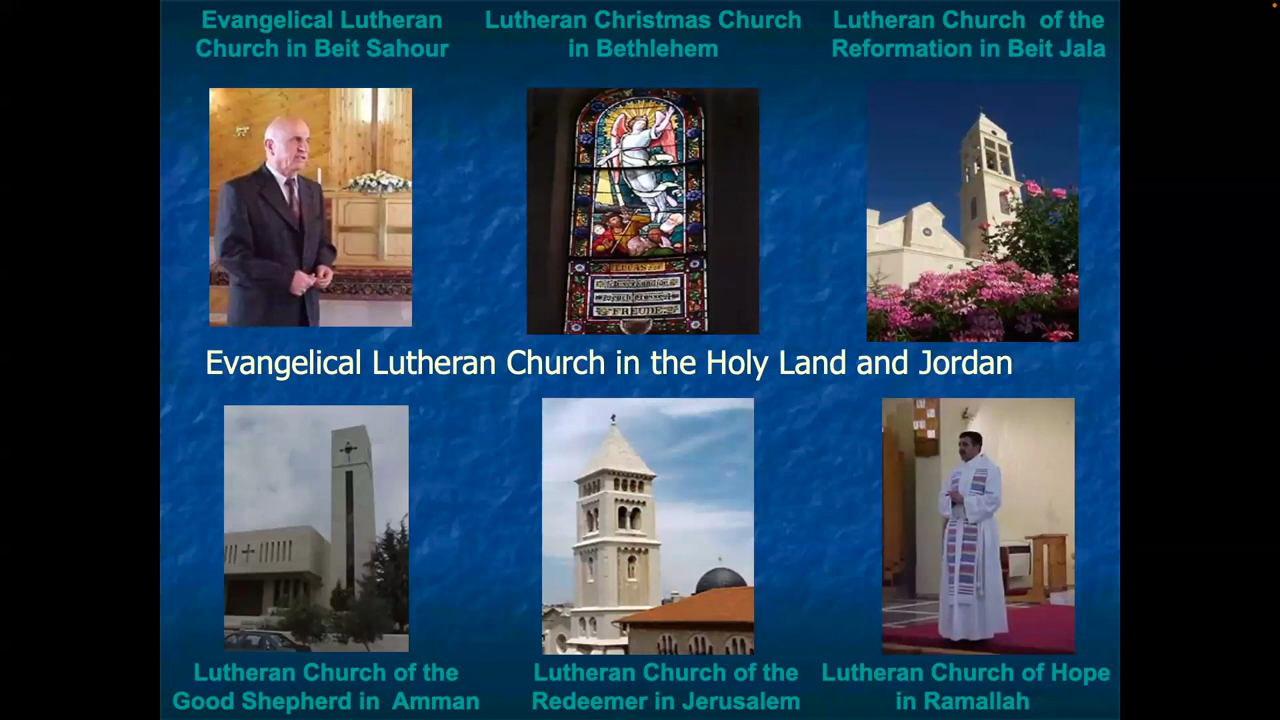 Evangelical Lutheran
Church in Beit Sahour
Lutheran Christmas Church
in Bethlehem
Lutheran Church of the
Reformation in Beit Jala
LUCAS
FREUDE
Evangelical Lutheran Church in the Holy Land and Jordan
Lutheran Church of the
Good Shepherd in Amman
Lutheran Church of the
Redeemer in Jerusalem
Lutheran Church of Hope
in Ramallah